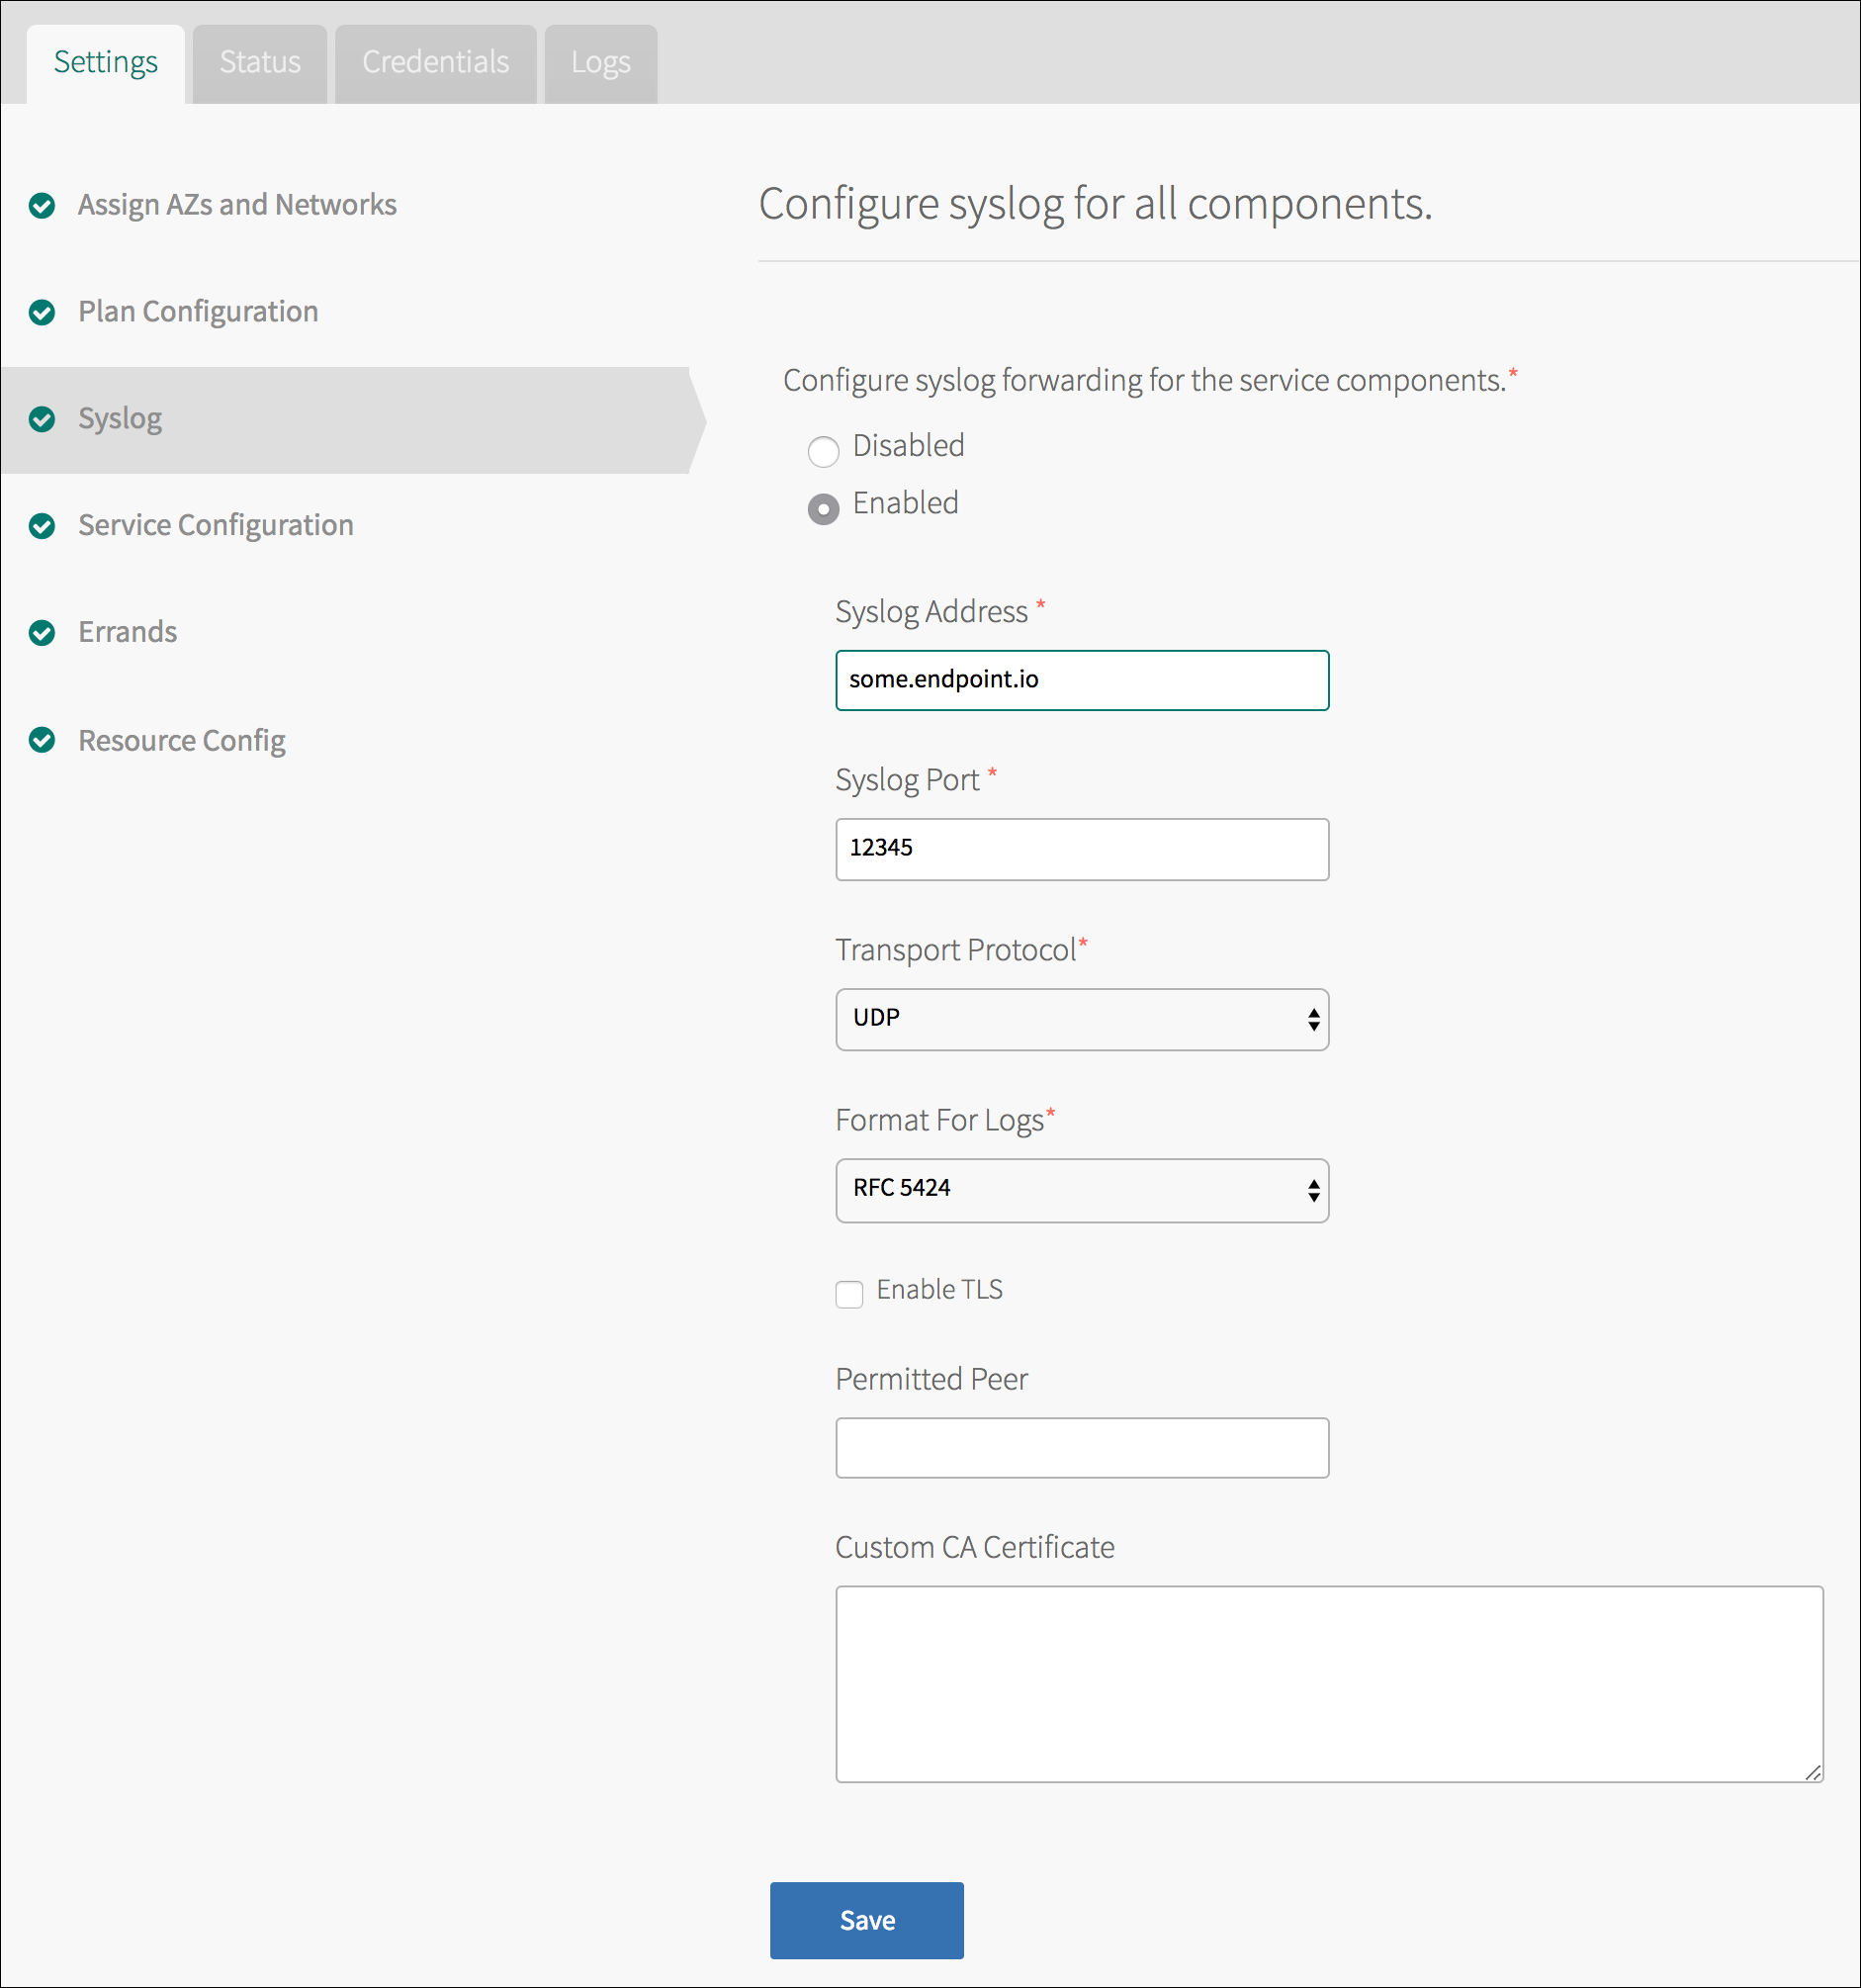 Settings
Status
Credentials
Logs
Assign AZs and Networks
Plan Configuration
Syslog
Service Configuration
Errands
Resource Config
Configure syslog for all components.
Configure syslog forwarding for the service components.*
Disabled
Enabled
Syslog Address *
some.endpoint.io
Syslog Port *
12345
Transport Protocol*
UDP
Format For Logs*
RFC 5424
Enable TLS
Permitted Peer
Custom CA Certificate
Save